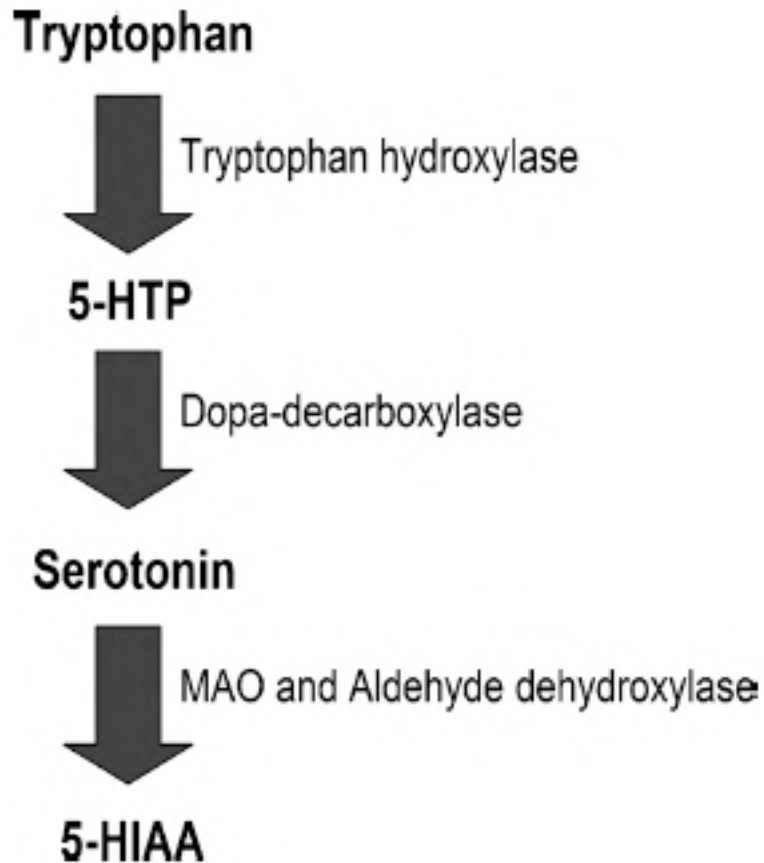 Tryptophan
Tryptophan hydroxylase
5-HTP
Dopa-decarboxylase
Serotonin
MAO and Aldehyde dehydroxylase
5-HIAA